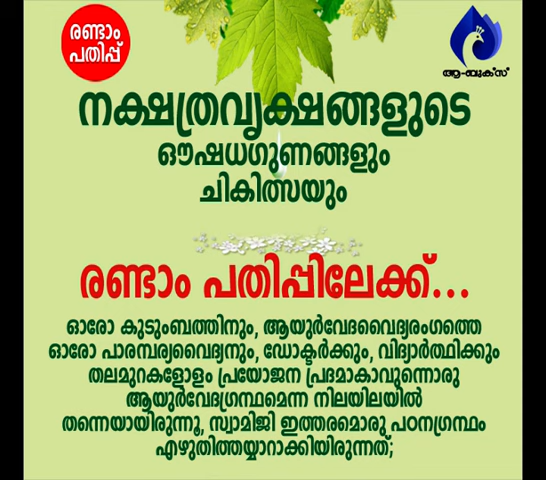 രണ്ടാം
പതിപ്പ്
ആ-ബുക്സ്
നക്ഷത്രവൃക്ഷങ്ങളുടെ
ഔഷധഗുണങ്ങളും
ചികിത്സയും
രണ്ടാം പതിപ്പിലേക്ക്...
ഓരോ കുടുംബത്തിനും, ആയുർവേദവൈദ്യരംഗത്തെ
ഓരോ പാരമ്പര്യവൈദ്യനും, ഡോക്ടർക്കും, വിദ്യാർത്ഥിക്കും
തലമുറകളോളം പ്രയോജന പ്രദമാകാവുന്നൊരു
ആയുർവേദഗ്രന്ഥമെന്ന നിലയിലയിൽ
തന്നെയായിരുന്നൂ, സ്വാമിജി ഇത്തരമൊരു പഠനഗ്രന്ഥം
എഴുതിത്തയ്യാറാക്കിയിരുന്നത്;